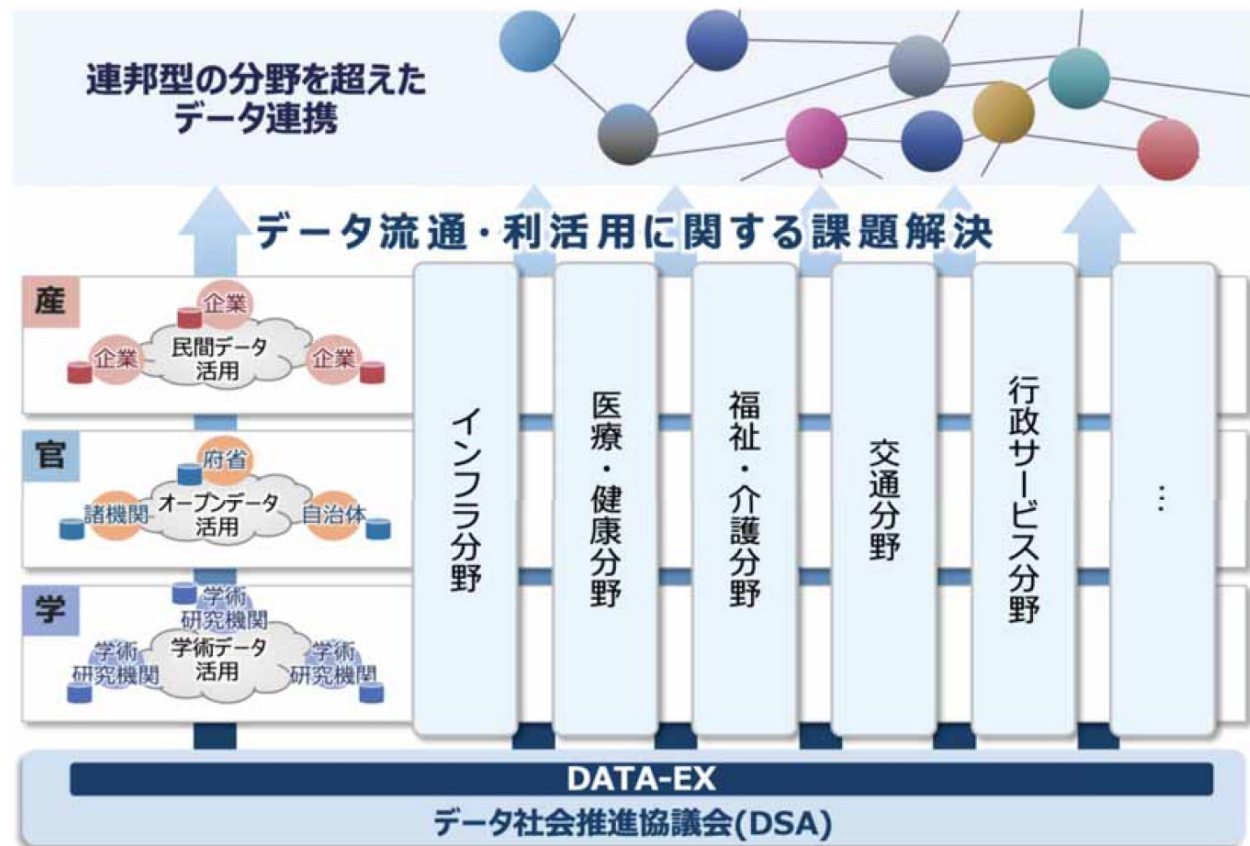 連邦型の分野を超えた
データ連携
データ流通・利活用に関する課題解決
産
企業
企業
民間データ
活用
企業
官
府省
諸機関
オープンデータ
活用
自治体
学
学術
研究機関
学術
研究機関
学術データ
活用
学術
研究機関
インフラ分野
医療・健康分野
福祉・介護分野
交通分野
行政サービス分野
…
DATA-EX
データ社会推進協議会(DSA)